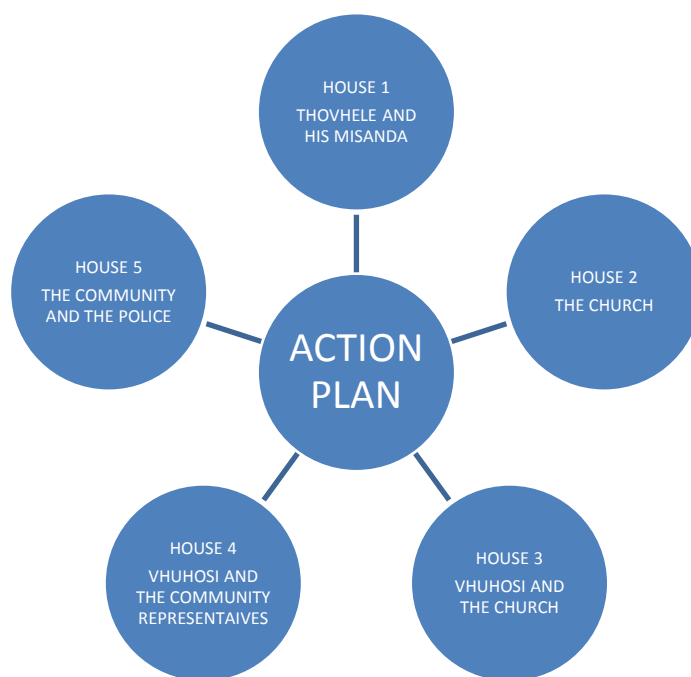 HOUSE 1
THOVHELE AND
HIS MISANDA
HOUSE 2
THE CHURCH
HOUSE 3
VHUHOSI AND
THE CHURCH
HOUSE 4
VHUHOSI AND
THE COMMUNITY
REPRESENTAIVES
HOUSE 5
THE COMMUNITY
AND THE POLICE
ACTION
PLAN